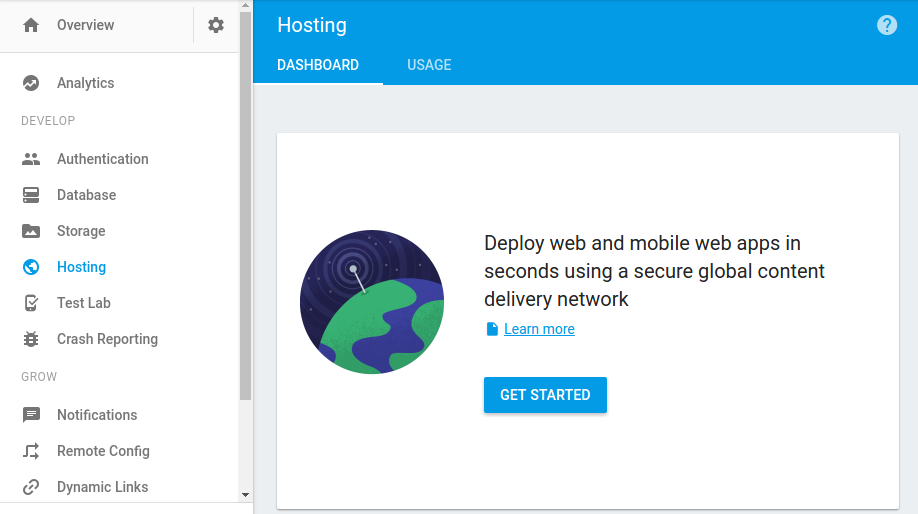 Overview
Analytics
DEVELOP
Authentication
Database
Storage
Hosting
Test Lab
Crash Reporting
GROW
Notifications
Remote Config
Dynamic Links
Hosting
?
DASHBOARD
USAGE
Deploy web and mobile web apps in
seconds using a secure global content
delivery network
Learn more
GET STARTED